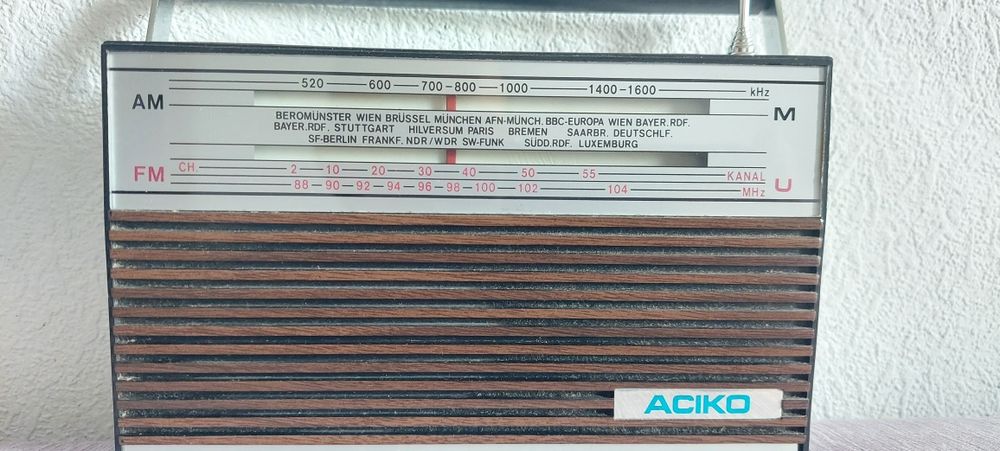 520 600 700 800 1000 1400 1600 kHz
AM M
BEROMÜNSTER WIEN BRÜSSEL MÜNCHEN AFN-MÜNCH. BBC-EUROPA WIEN BAYER.RDF.
BAYER.RDF. STUTTGART HILVERSUM PARIS BREMEN SAARBR. DEUTSCHLF.
SF-BERLIN FRANKF. NDR/WDR SW-FUNK SÜDD.RDF. LUXEMBURG
FM CH. 2 10 20 30 40 50 55 KANAL U
88 90 92 94 96 98 100 102 104 MHz
ACIKO